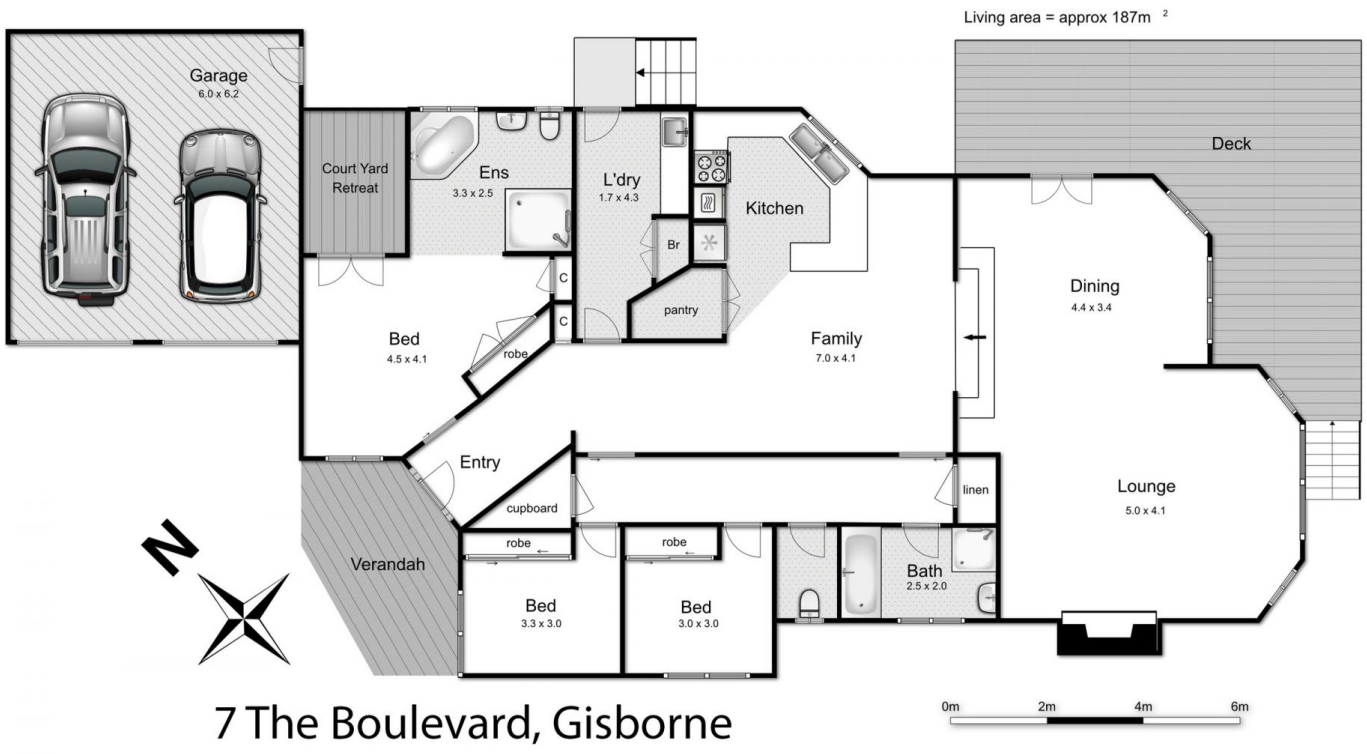 Living area = approx 187m 2
Garage
6.0 x 6.2
Court Yard
Retreat
Ens
3.3 x 2.5
L'dry
1.7 x 4.3
Kitchen
Br
pantry
C
C
Deck
Dining
4.4 x 3.4
Bed
4.5 x 4.1
robe
Family
7.0 x 4.1
Entry
cupboard
linen
Lounge
5.0 x 4.1
Verandah
robe
robe
Bed
3.3 x 3.0
Bed
3.0 x 3.0
Bath
2.5 x 2.0
N
7 The Boulevard, Gisborne
0m 2m 4m 6m